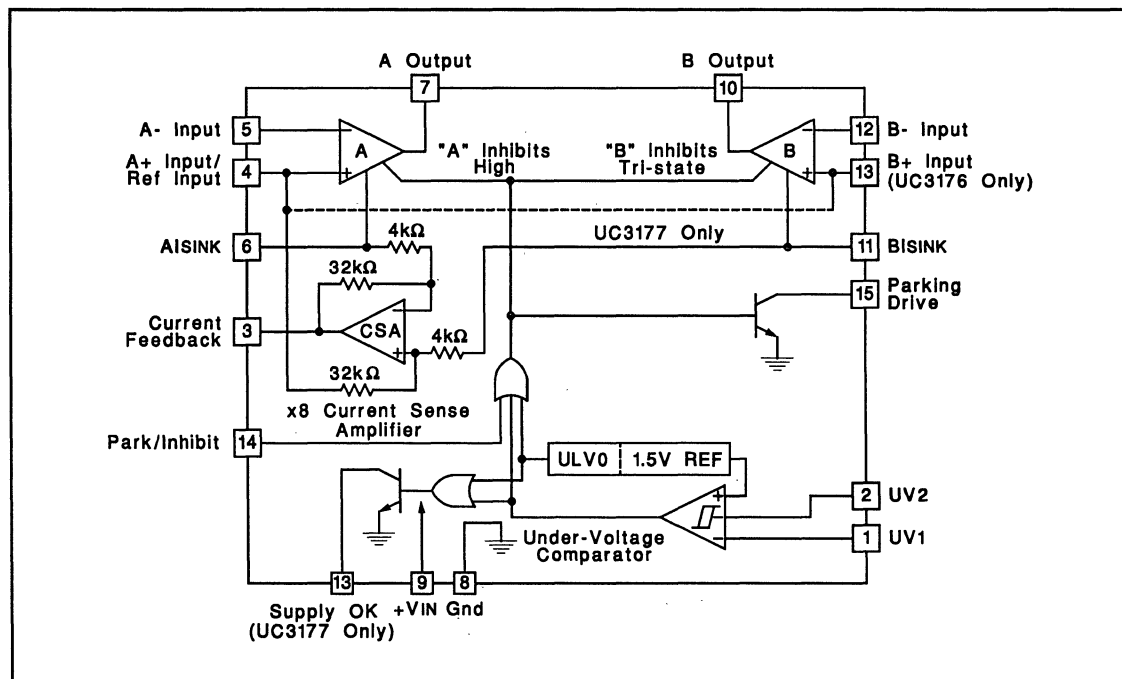 A Output
B Output
7
10
A- Input
5
A+ Input/
Ref Input
4
A
"A" Inhibits
High
"B" Inhibits
Tri-state
B
12
B- Input
13
B+ Input
(UC3176 Only)
AISINK
6
4kΩ
UC3177 Only
11
BISINK
32kΩ
15
Parking
Drive
Current
Feedback
3
CSA
4kΩ
32kΩ
x8 Current Sense
Amplifier
Park/Inhibit
14
ULV0
1.5V REF
2
UV2
1
UV1
Under-Voltage
Comparator
13
9
8
Supply OK
(UC3177 Only)
+VIN
Gnd